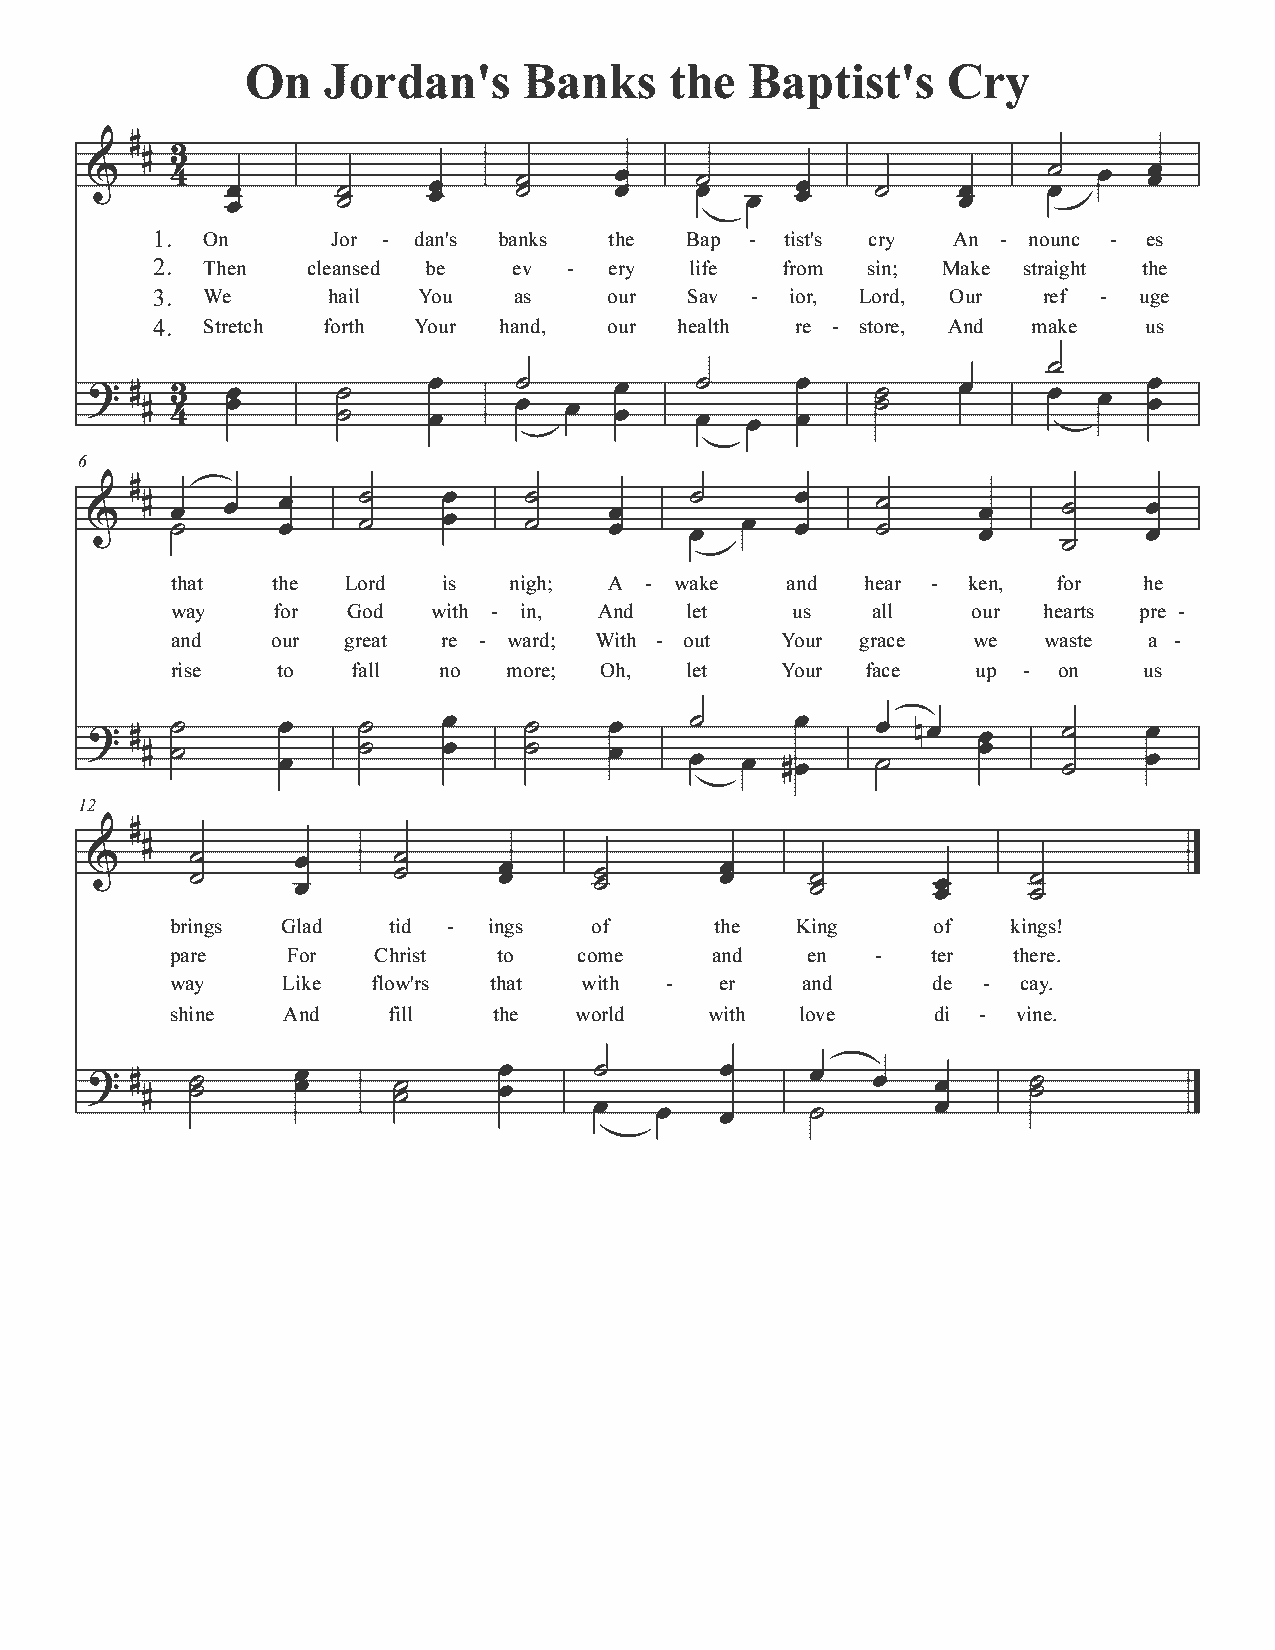 On Jordan's Banks the Baptist's Cry
1. On Jor - dan's banks the Bap - tist's cry An - nounc - es
2. Then cleansed be ev - ery life from sin; Make straight the
3. We hail You as our Sav - ior, Lord, Our ref - uge
4. Stretch forth Your hand, our health re - store, And make us
6
that the Lord is nigh; A - wake and hear - ken, for he
way for God with - in, And let us all our hearts pre -
and our great re - ward; With - out Your grace we waste a -
rise to fall no more; Oh, let Your face up - on us
12
brings Glad tid - ings of the King of kings!
pare For Christ to come and en - ter there.
way Like flow'rs that with - er and de - cay.
shine And fill the world with love di - vine.